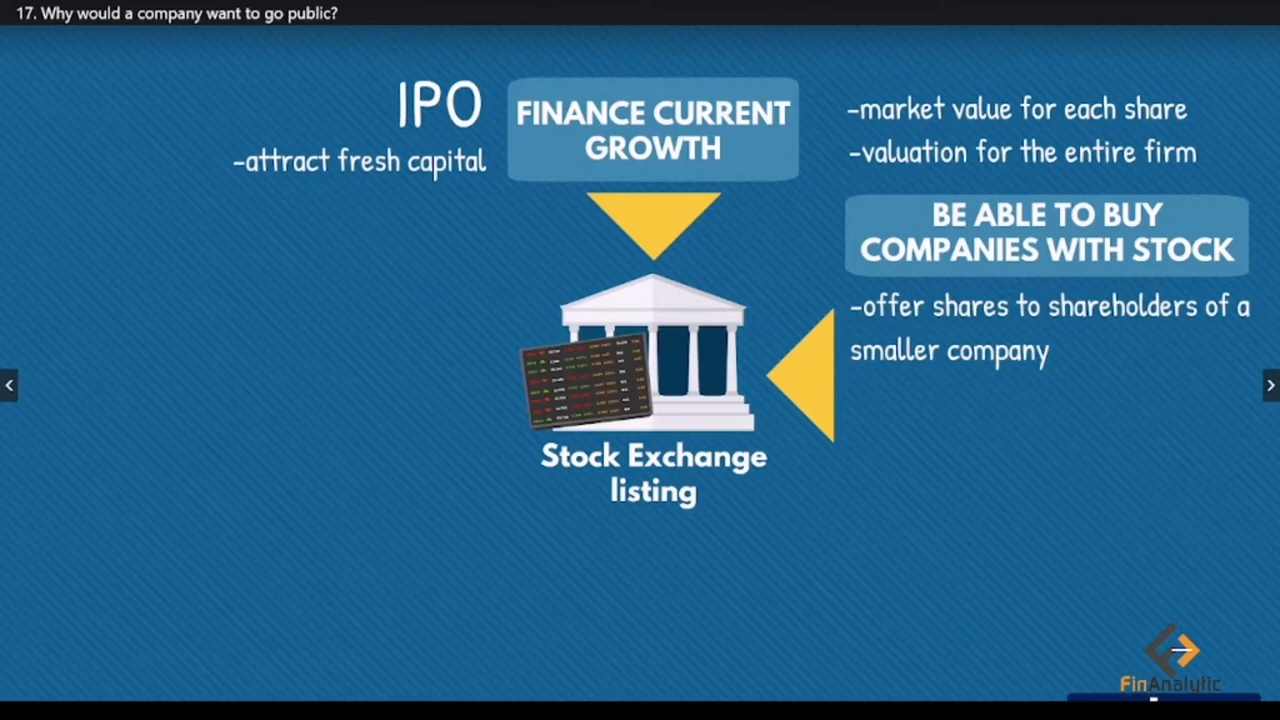 17. Why would a company want to go public?
IPO
-attract fresh capital
FINANCE CURRENT
GROWTH
-market value for each share
-valuation for the entire firm
BE ABLE TO BUY
COMPANIES WITH STOCK
-offer shares to shareholders of a
smaller company
Stock Exchange
listing
FinAnalytic